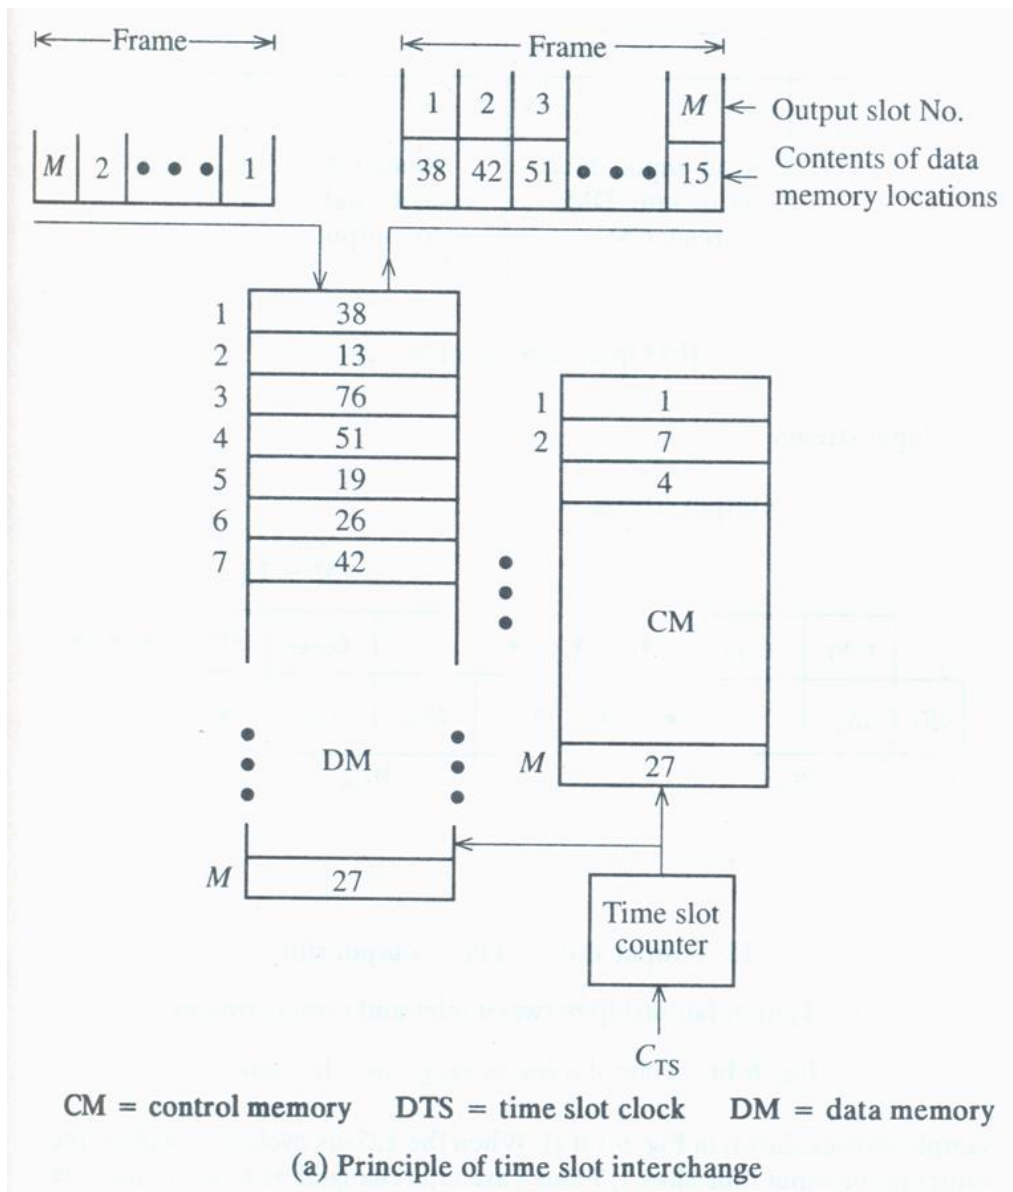 Frame
Frame
1 2 3 M
Output slot No.
M 2 • • • 1
38 42 51 • • • 15
Contents of data
memory locations
1 38
2 13
3 76
4 51
5 19
6 26
7 42
DM
M 27
1 1
2 7
4
CM
M 27
Time slot
counter
CTS
CM = control memory DTS = time slot clock DM = data memory
(a) Principle of time slot interchange